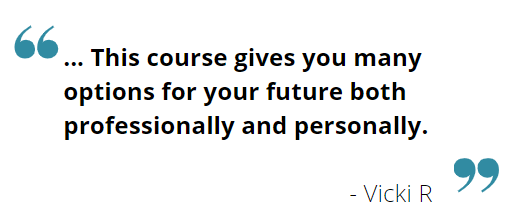 “
... This course gives you many
options for your future both
professionally and personally.
- Vicki R
”